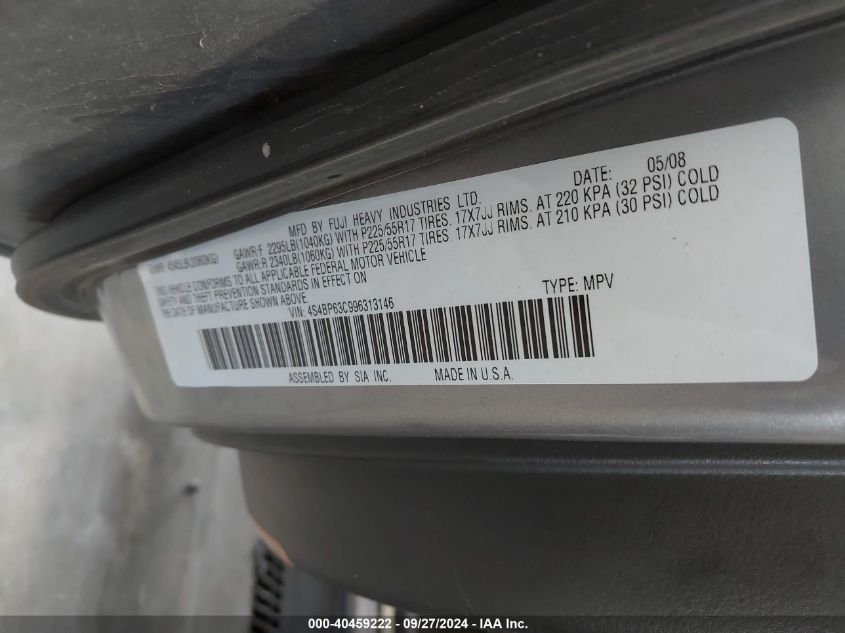 MFD BY FUJI HEAVY INDUSTRIES LTD. DATE: 05/08
GVWR: 4545LB(2060KG) GAWR:F 2295LB(1040KG) WITH P225/55R17 TIRES. 17X7JJ RIMS. AT 220 KPA (32 PSI) COLD
GAWR:R 2340LB(1060KG) WITH P225/55R17 TIRES. 17X7JJ RIMS. AT 210 KPA (30 PSI) COLD
THIS VEHICLE CONFORMS TO ALL APPLICABLE FEDERAL MOTOR VEHICLE
SAFETY AND THEFT PREVENTION STANDARDS IN EFFECT ON
THE DATE OF MANUFACTURE SHOWN ABOVE.
VIN: 4S4BP63C996313146 TYPE: MPV
ASSEMBLED BY SIA INC. MADE IN U.S.A.
000-40459222 - 09/27/2024 - IAA Inc.